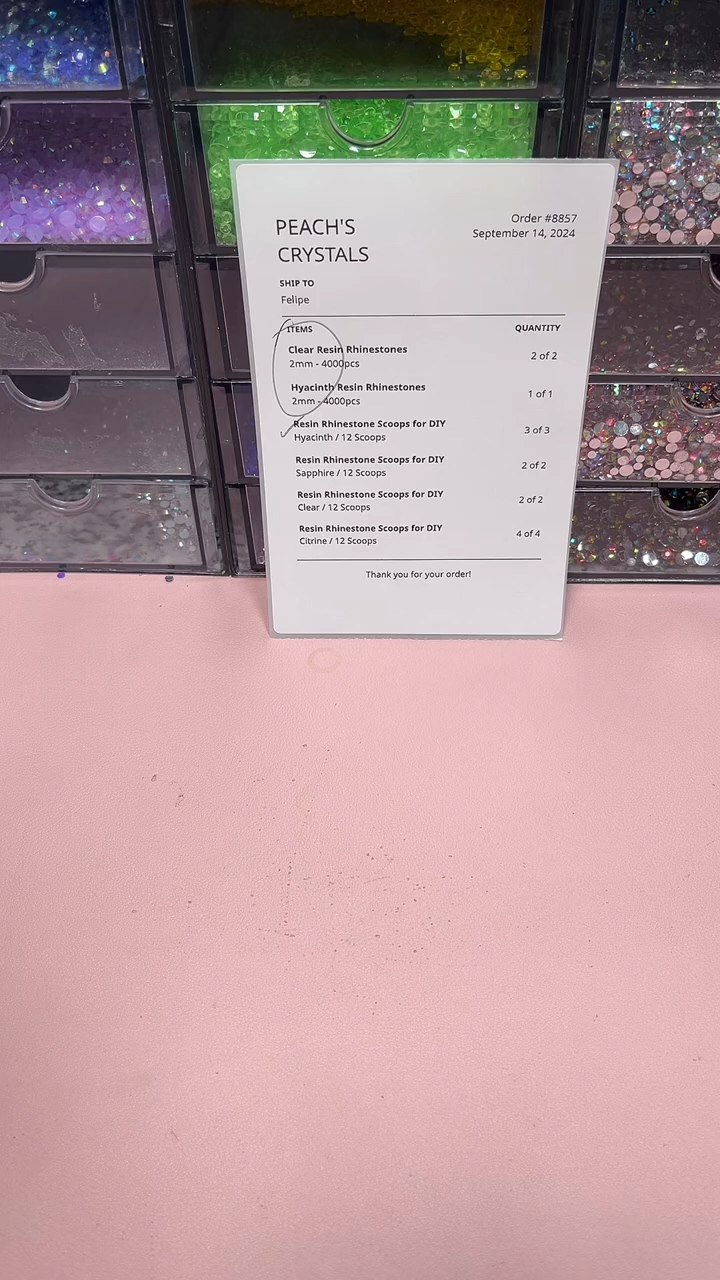 PEACH'S
CRYSTALS
Order #8857
September 14, 2024
SHIP TO
Felipe
ITEMS QUANTITY
Clear Resin Rhinestones
2mm - 4000pcs
2 of 2
Hyacinth Resin Rhinestones
2mm - 4000pcs
1 of 1
Resin Rhinestone Scoops for DIY
Hyacinth / 12 Scoops
3 of 3
Resin Rhinestone Scoops for DIY
Sapphire / 12 Scoops
2 of 2
Resin Rhinestone Scoops for DIY
Clear / 12 Scoops
2 of 2
Resin Rhinestone Scoops for DIY
Citrine / 12 Scoops
4 of 4
Thank you for your order!